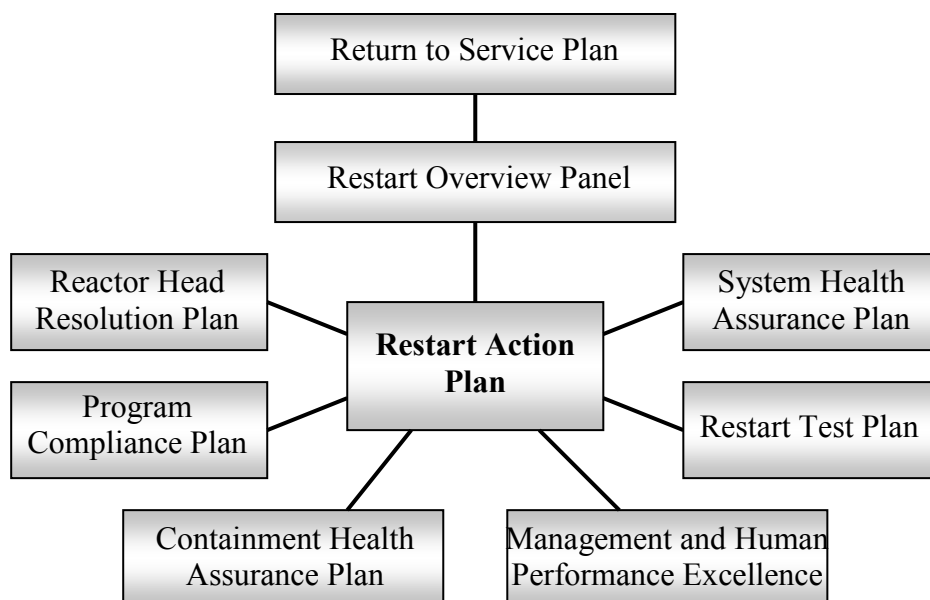 Return to Service Plan
Restart Overview Panel
Reactor Head
Resolution Plan
System Health
Assurance Plan
Restart Action
Plan
Program
Compliance Plan
Restart Test Plan
Containment Health
Assurance Plan
Management and Human
Performance Excellence